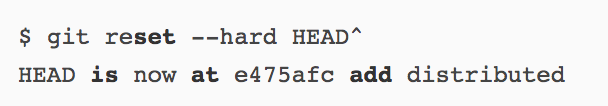 $ git reset --hard HEAD^
HEAD is now at e475afc add distributed